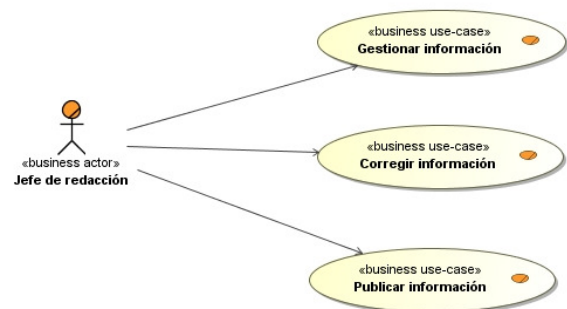 «business use-case»
Gestionar información
«business actor»
Jefe de redacción
«business use-case»
Corregir información
«business use-case»
Publicar información